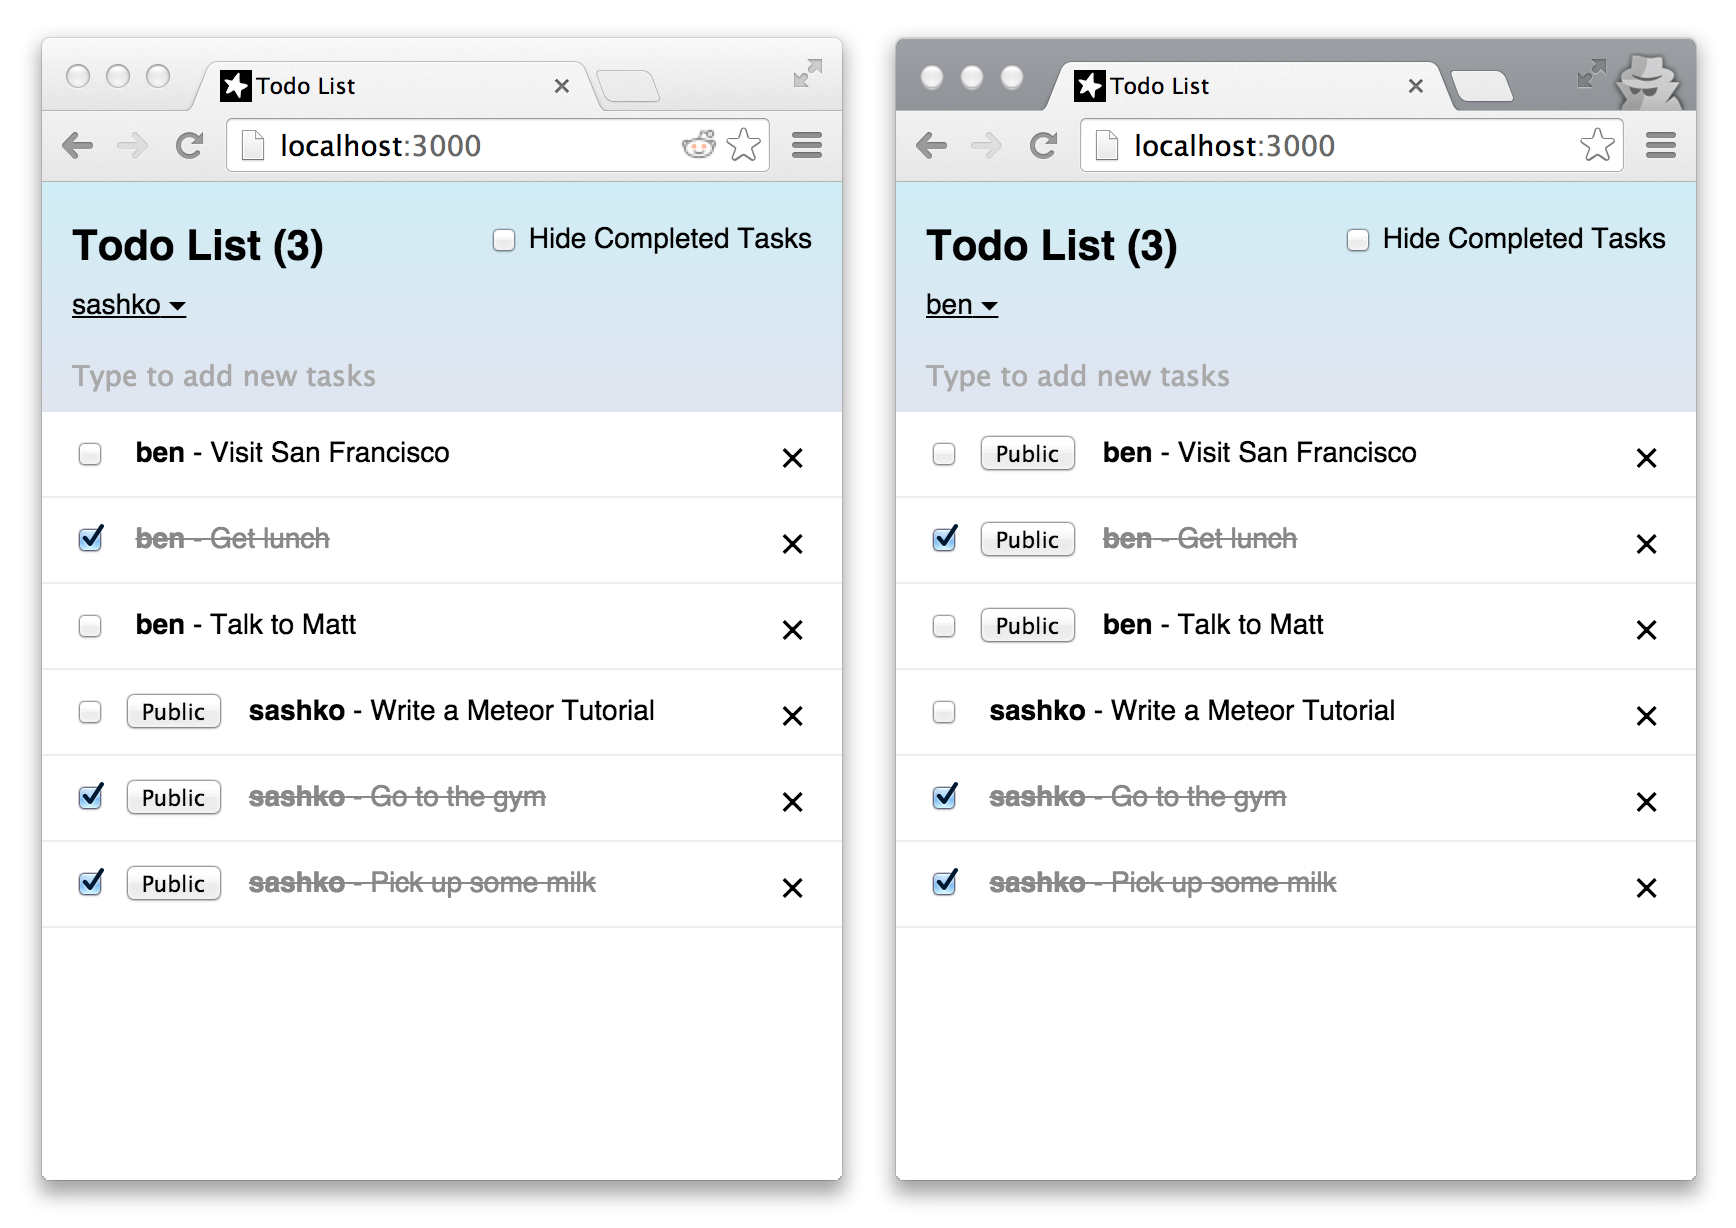 Todo List
localhost:3000
Todo List (3)
Hide Completed Tasks
sashko
Type to add new tasks
ben - Visit San Francisco
ben - Get lunch
ben - Talk to Matt
Public sashko - Write a Meteor Tutorial
Public sashko - Go to the gym
Public sashko - Pick up some milk
Todo List
localhost:3000
Todo List (3)
Hide Completed Tasks
ben
Type to add new tasks
Public ben - Visit San Francisco
Public ben - Get lunch
Public ben - Talk to Matt
sashko - Write a Meteor Tutorial
sashko - Go to the gym
sashko - Pick up some milk